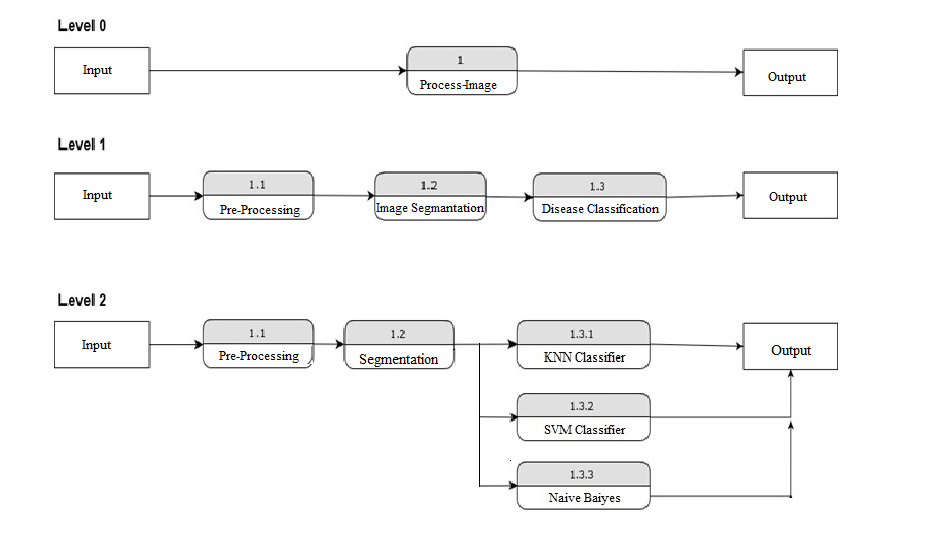 Level 0
Input
1
Process-Image
Output
Level 1
Input
1.1
Pre-Processing
1.2
Image Segmantation
1.3
Disease Classification
Output
Level 2
Input
1.1
Pre-Processing
1.2
Segmentation
1.3.1
KNN Classifier
Output
1.3.2
SVM Classifier
1.3.3
Naive Baiyes